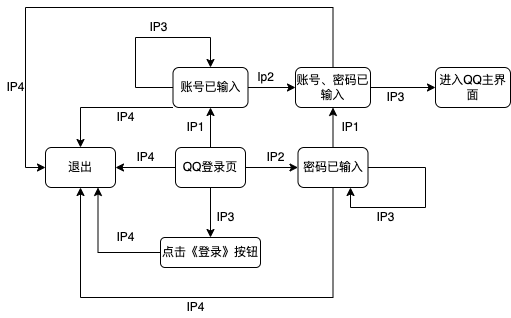 IP3
账号已输入
Ip2
账号、密码已
输入
IP3
进入QQ主界
面
IP4
IP4
IP1
IP1
退出
IP4
QQ登录页
IP2
密码已输入
IP3
IP3
IP4
点击《登录》按钮
IP4